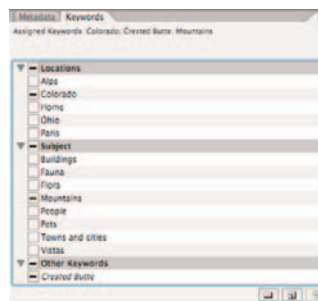 Metadata Keywords
Assigned Keywords: Colorado; Crested Butte; Mountains
Locations
Alps
Colorado
Home
Ohio
Paris
Subject
Buildings
Fauna
Flora
Mountains
People
Pets
Towns and cities
Vistas
Other Keywords
Crested Butte